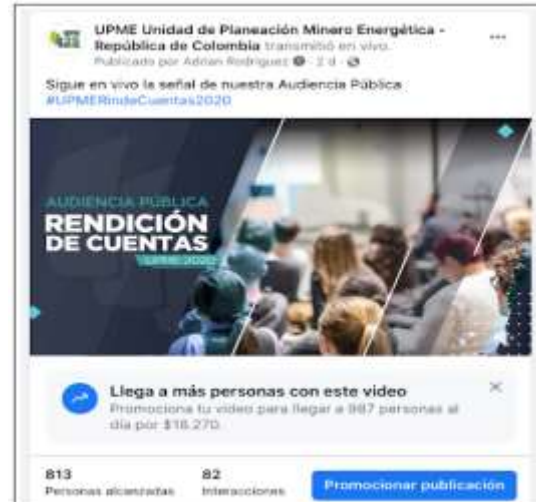 UPME Unidad de Planeación Minero Energética -
República de Colombia transmitió en vivo.
Publicado por Adrian Rodriguez · 2 d ·
Sigue en vivo la señal de nuestra Audiencia Pública
#UPMERindeCuentas2020
AUDIENCIA PÚBLICA
RENDICIÓN
DE CUENTAS
UPME 2020
Llega a más personas con este video
Promociona tu video para llegar a 987 personas al
día por $18.270.
813
Personas alcanzadas
82
Interacciones
Promocionar publicación